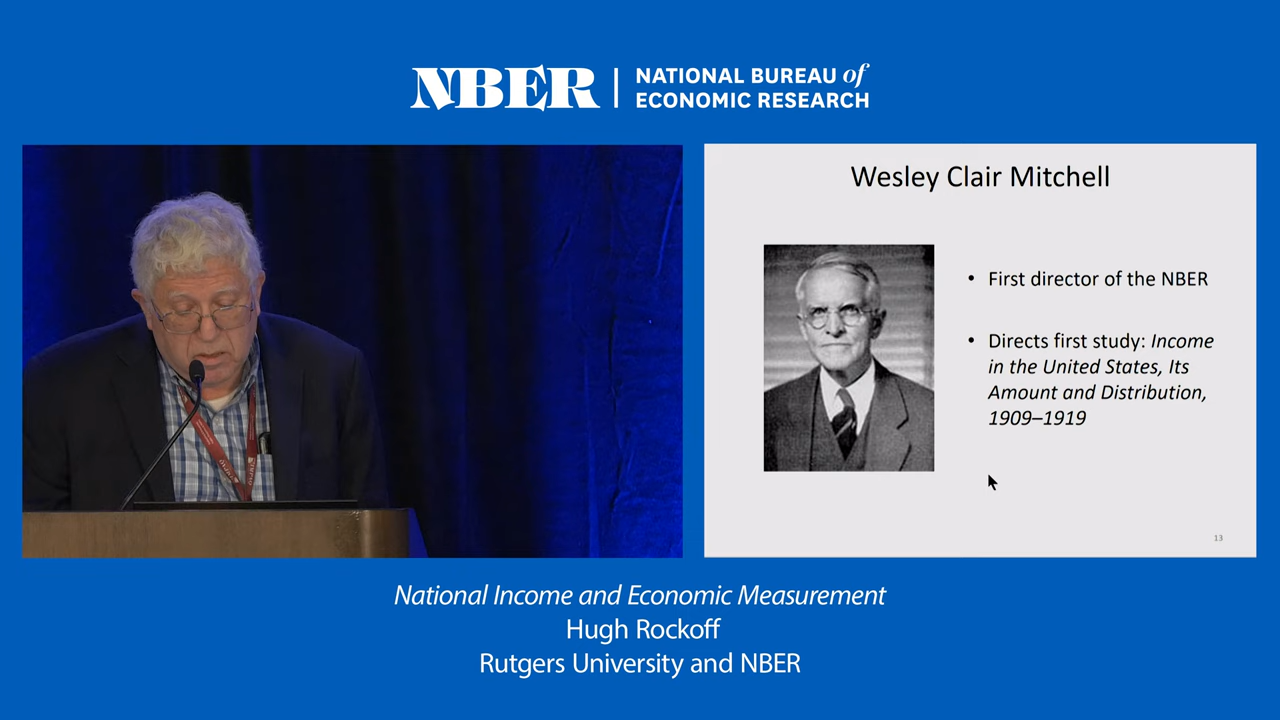 NBER
NATIONAL BUREAU of
ECONOMIC RESEARCH
Wesley Clair Mitchell
• First director of the NBER
• Directs first study: Income
in the United States, Its
Amount and Distribution,
1909–1919
13
National Income and Economic Measurement
Hugh Rockoff
Rutgers University and NBER